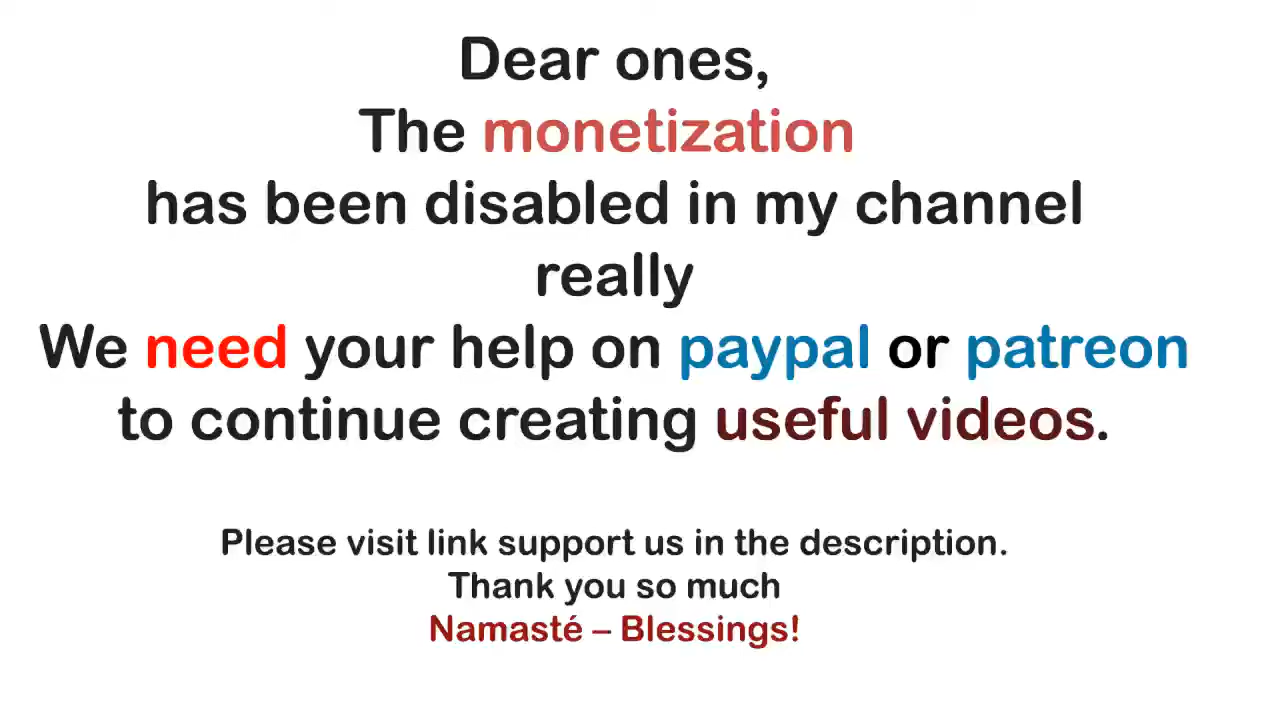 Dear ones,
The monetization
has been disabled in my channel
really
We need your help on paypal or patreon
to continue creating useful videos.
Please visit link support us in the description.
Thank you so much
Namasté – Blessings!